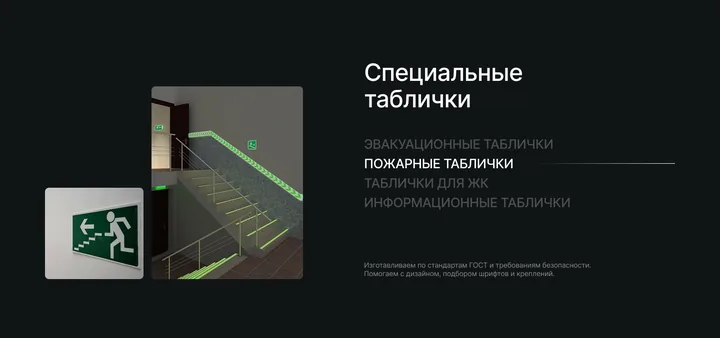 Специальные
таблички
ЭВАКУАЦИОННЫЕ ТАБЛИЧКИ
ПОЖАРНЫЕ ТАБЛИЧКИ
ТАБЛИЧКИ ДЛЯ ЖК
ИНФОРМАЦИОННЫЕ ТАБЛИЧКИ
Изготавливаем по стандартам ГОСТ и требованиям безопасности.
Помогаем с дизайном, подбором шрифтов и креплений.